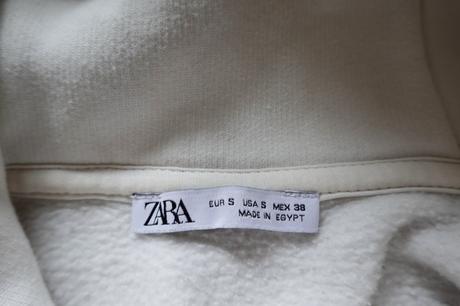 ZARA
EUR S USA S MEX 38
MADE IN EGYPT